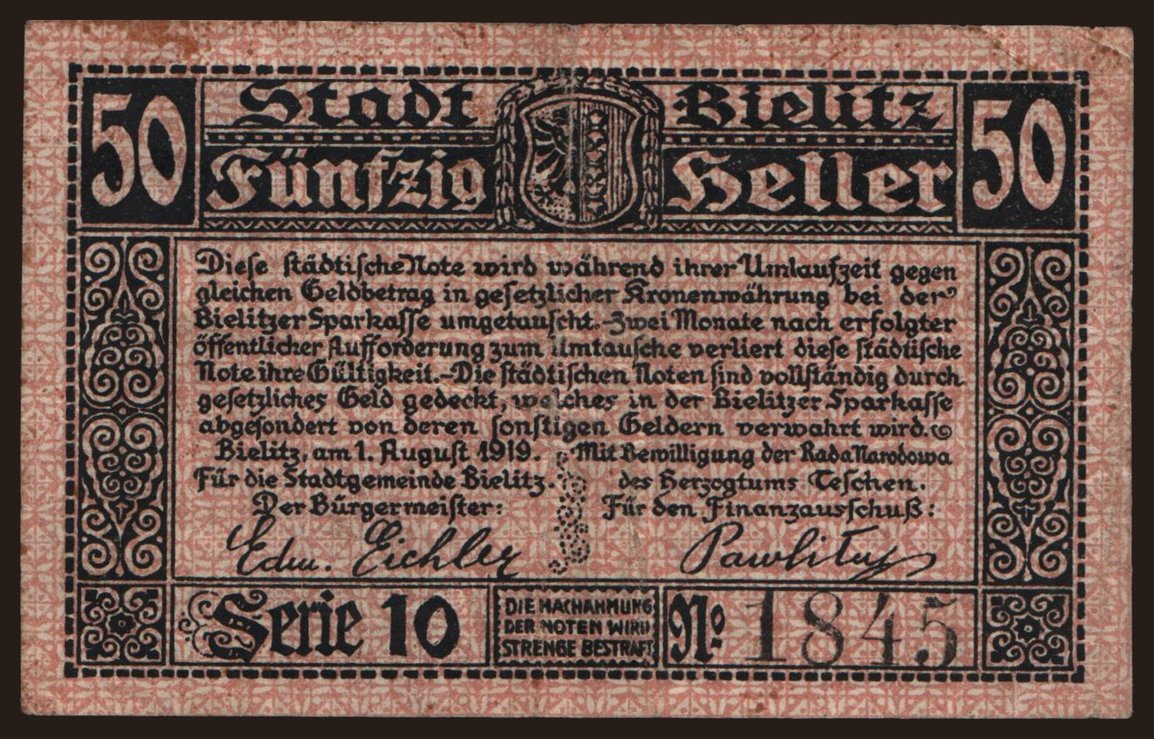 50 Stadt Bielitz 50
Fünfzig Heller
Diese städtische Note wird während ihrer Umlaufzeit gegen
gleichen Geldbetrag in gesetzlicher Kronenwährung bei der
Bielitzer Sparkasse umgetauscht.-Zwei Monate nach erfolgter
öffentlicher Aufforderung zum Umtausche verliert diese städtische
Note ihre Gültigkeit.-Die städtischen Noten sind vollständig durch
gesetzliches Geld gedeckt, welches in der Bielitzer Sparkasse
abgesondert von deren sonstigen Geldern verwahrt wird.
Bielitz, am 1. August 1919.
Für die Stadtgemeinde Bielitz.
Der Bürgermeister:
Edm. Eichler
Mit Bewilligung der Rada Narodowa
des Herzogtums Teschen.
Für den Finanzausschuß:
Serie 10
DIE NACHAHMUNG
DER NOTEN WIRD
STRENGE BESTRAFT
No 1845